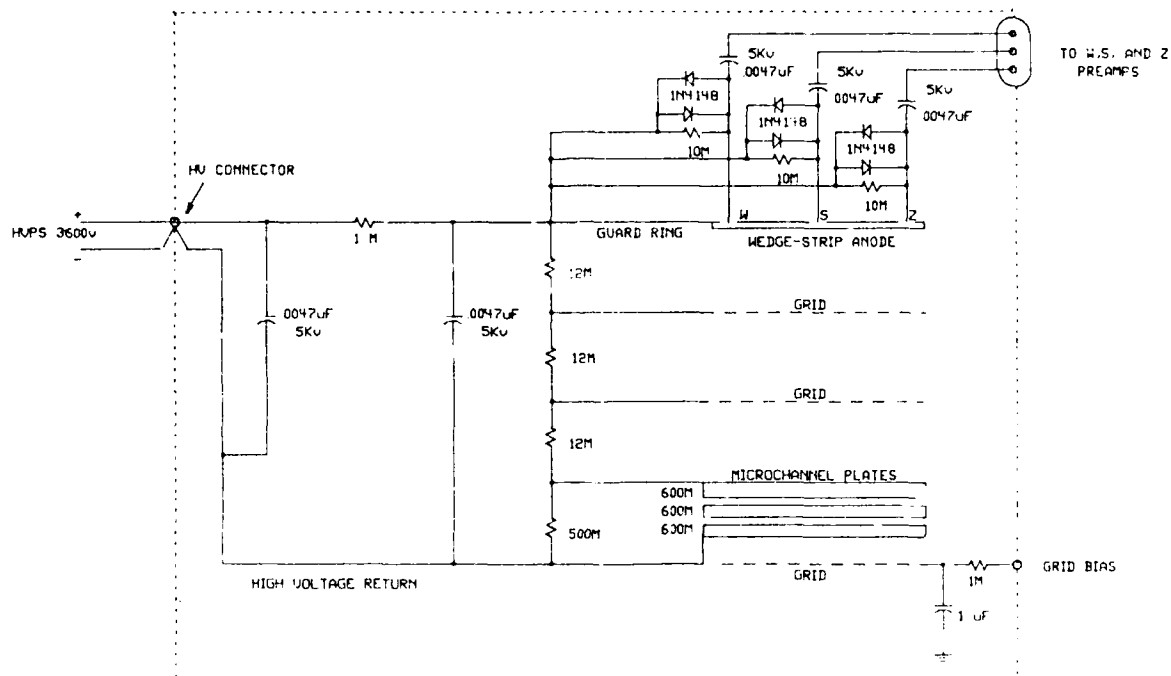 5Kv
.0047uF
TO W,S, AND Z
PREAMPS
5Kv
.0047uF
5Kv
.0047uF
1N4148
1N4148
1N4148
10M
10M
10M
HV CONNECTOR
+
HVPS 3600v
-
1 M
GUARD RING
W
S
Z
WEDGE-STRIP ANODE
12M
.0047uF
5Kv
.0047uF
5Kv
GRID
12M
GRID
12M
MICROCHANNEL PLATES
600M
600M
600M
500M
HIGH VOLTAGE RETURN
GRID
1M
GRID BIAS
1 uF